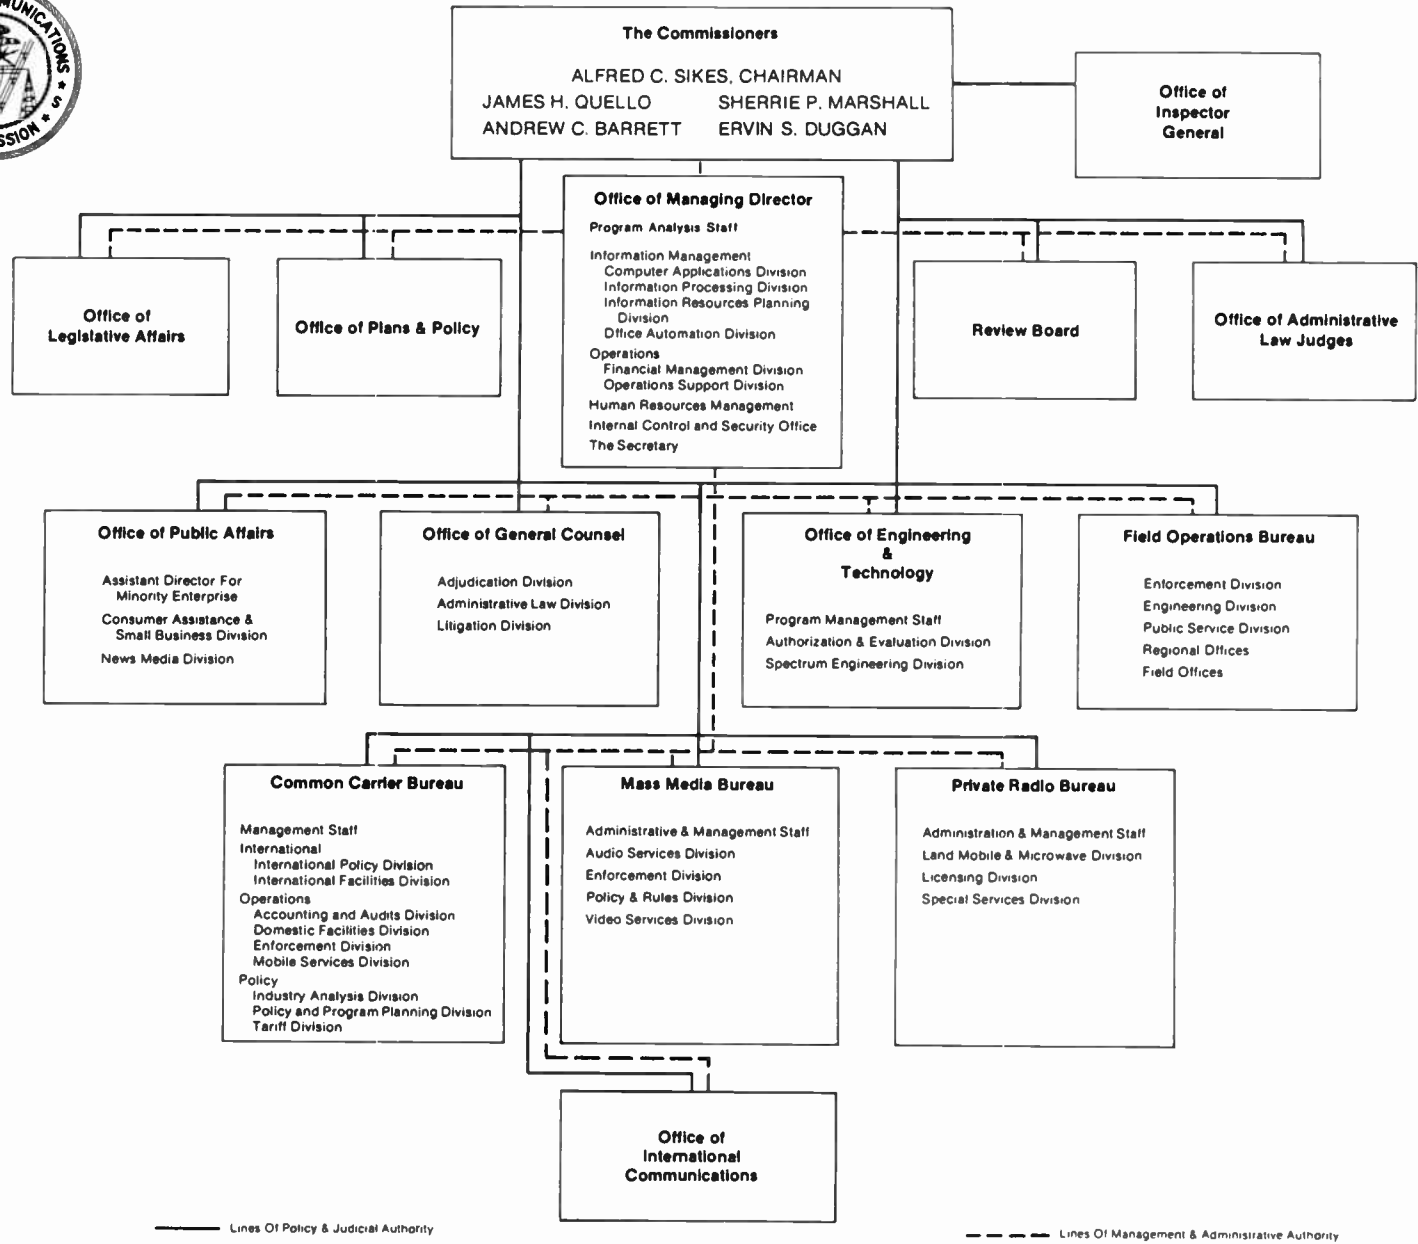 MUNICATIONS * S
SSION *
The Commissioners
ALFRED C. SIKES, CHAIRMAN
JAMES H. QUELLO SHERRIE P. MARSHALL
ANDREW C. BARRETT ERVIN S. DUGGAN
Office of
Inspector
General
Office of Managing Director
Program Analysis Staff
Information Management
Computer Applications Division
Information Processing Division
Information Resources Planning
Division
Office Automation Division
Operations
Financial Management Division
Operations Support Division
Human Resources Management
Internal Control and Security Office
The Secretary
Office of
Legislative Affairs
Office of Plans & Policy
Review Board
Office of Administrative
Law Judges
Office of Public Affairs
Assistant Director For
Minority Enterprise
Consumer Assistance &
Small Business Division
News Media Division
Office of General Counsel
Adjudication Division
Administrative Law Division
Litigation Division
Office of Engineering
&
Technology
Program Management Staff
Authorization & Evaluation Division
Spectrum Engineering Division
Field Operations Bureau
Enforcement Division
Engineering Division
Public Service Division
Regional Offices
Field Offices
Common Carrier Bureau
Management Staff
International
International Policy Division
International Facilities Division
Operations
Accounting and Audits Division
Domestic Facilities Division
Enforcement Division
Mobile Services Division
Policy
Industry Analysis Division
Policy and Program Planning Division
Tariff Division
Mass Media Bureau
Administrative & Management Staff
Audio Services Division
Enforcement Division
Policy & Rules Division
Video Services Division
Private Radio Bureau
Administration & Management Staff
Land Mobile & Microwave Division
Licensing Division
Special Services Division
Office of
International
Communications
Lines Of Policy & Judicial Authority
Lines Of Management & Administrative Authority